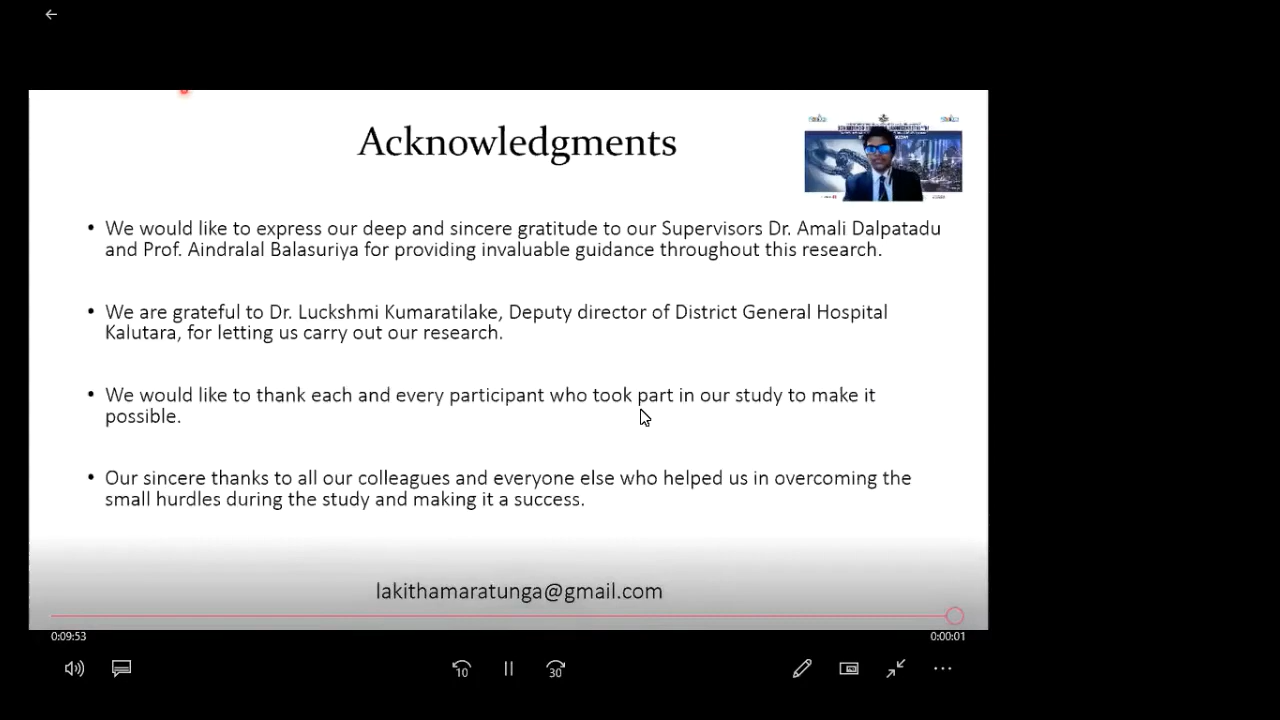 Acknowledgments
• We would like to express our deep and sincere gratitude to our Supervisors Dr. Amali Dalpatadu
and Prof. Aindralal Balasuriya for providing invaluable guidance throughout this research.
• We are grateful to Dr. Luckshmi Kumaratilake, Deputy director of District General Hospital
Kalutara, for letting us carry out our research.
• We would like to thank each and every participant who took part in our study to make it
possible.
• Our sincere thanks to all our colleagues and everyone else who helped us in overcoming the
small hurdles during the study and making it a success.
lakithamaratunga@gmail.com
0:09:53 0:00:01
10 30